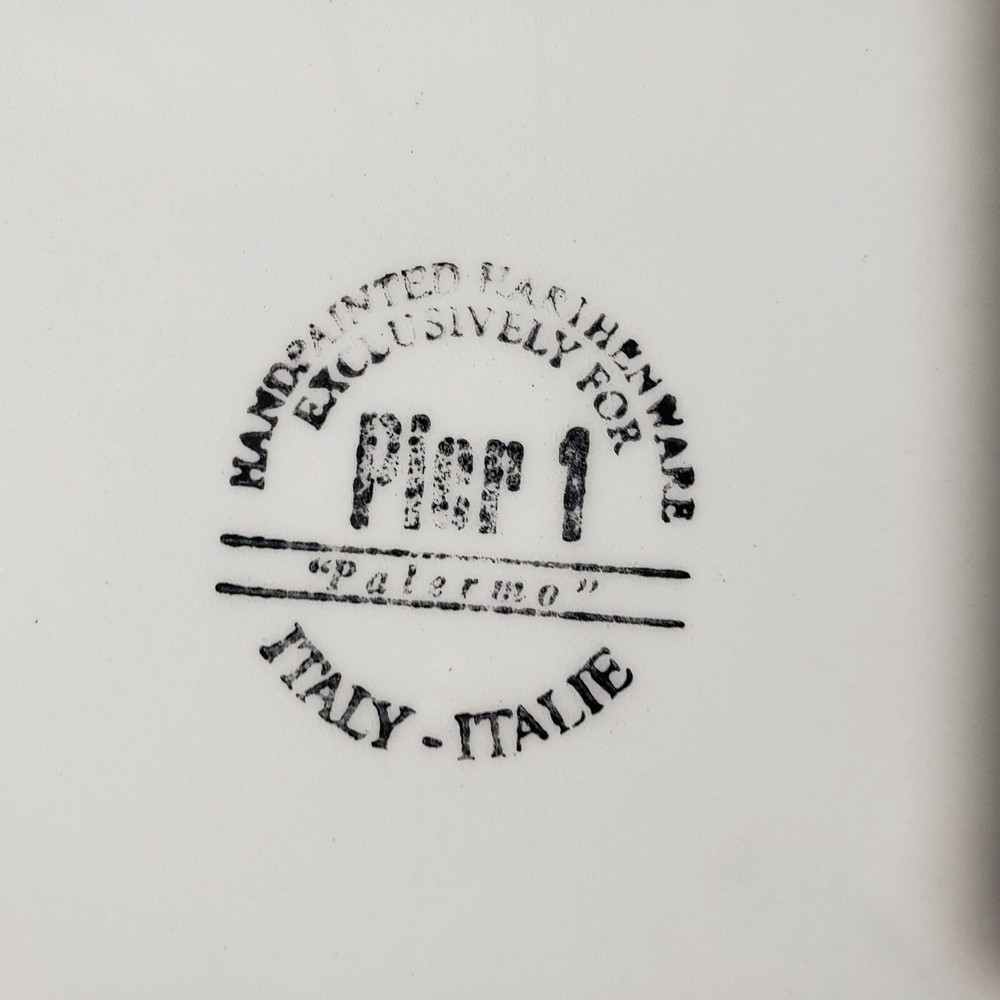 HANDPAINTED EARTHENWARE
EXCLUSIVELY FOR
Pier 1
"Palermo"
ITALY - ITALIE